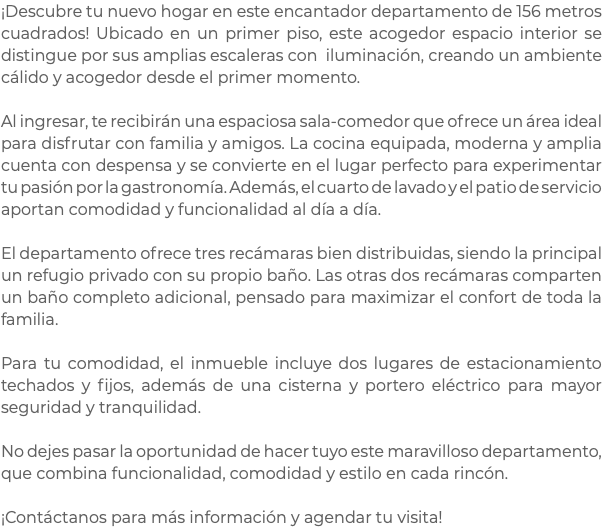 ¡Descubre tu nuevo hogar en este encantador departamento de 156 metros
cuadrados! Ubicado en un primer piso, este acogedor espacio interior se
distingue por sus amplias escaleras con  iluminación, creando un ambiente
cálido y acogedor desde el primer momento.

Al ingresar, te recibirán una espaciosa sala-comedor que ofrece un área ideal
para disfrutar con familia y amigos. La cocina equipada, moderna y amplia
cuenta con despensa y se convierte en el lugar perfecto para experimentar
tu pasión por la gastronomía. Además, el cuarto de lavado y el patio de servicio
aportan comodidad y funcionalidad al día a día.

El departamento ofrece tres recámaras bien distribuidas, siendo la principal
un refugio privado con su propio baño. Las otras dos recámaras comparten
un baño completo adicional, pensado para maximizar el confort de toda la
familia.

Para tu comodidad, el inmueble incluye dos lugares de estacionamiento
techados y fijos, además de una cisterna y portero eléctrico para mayor
seguridad y tranquilidad.

No dejes pasar la oportunidad de hacer tuyo este maravilloso departamento,
que combina funcionalidad, comodidad y estilo en cada rincón.

¡Contáctanos para más información y agendar tu visita!